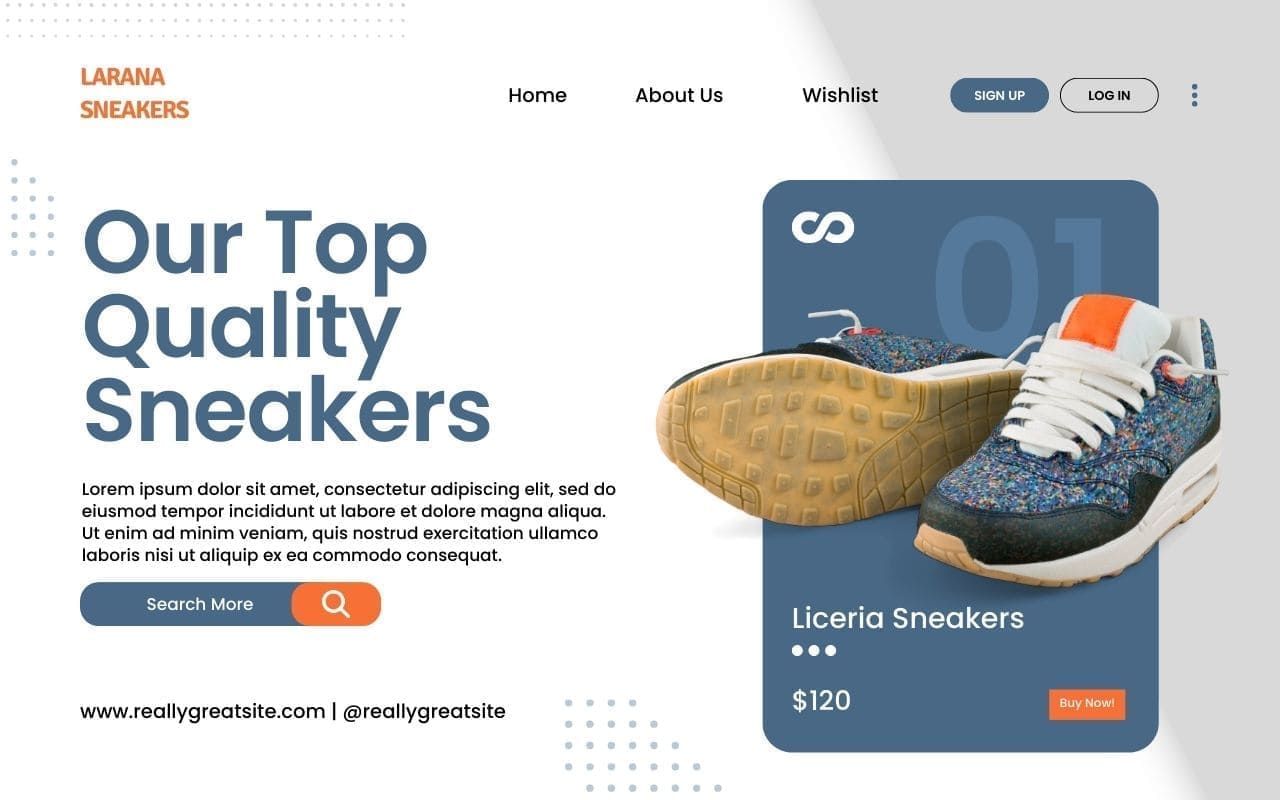 LARANA
SNEAKERS
Home
About Us
Wishlist
SIGN UP
LOG IN
Our Top
Quality
Sneakers
Lorem ipsum dolor sit amet, consectetur adipiscing elit, sed do
eiusmod tempor incididunt ut labore et dolore magna aliqua.
Ut enim ad minim veniam, quis nostrud exercitation ullamco
laboris nisi ut aliquip ex ea commodo consequat.
Search More
www.reallygreatsite.com | @reallygreatsite
01
Liceria Sneakers
$120
Buy Now!